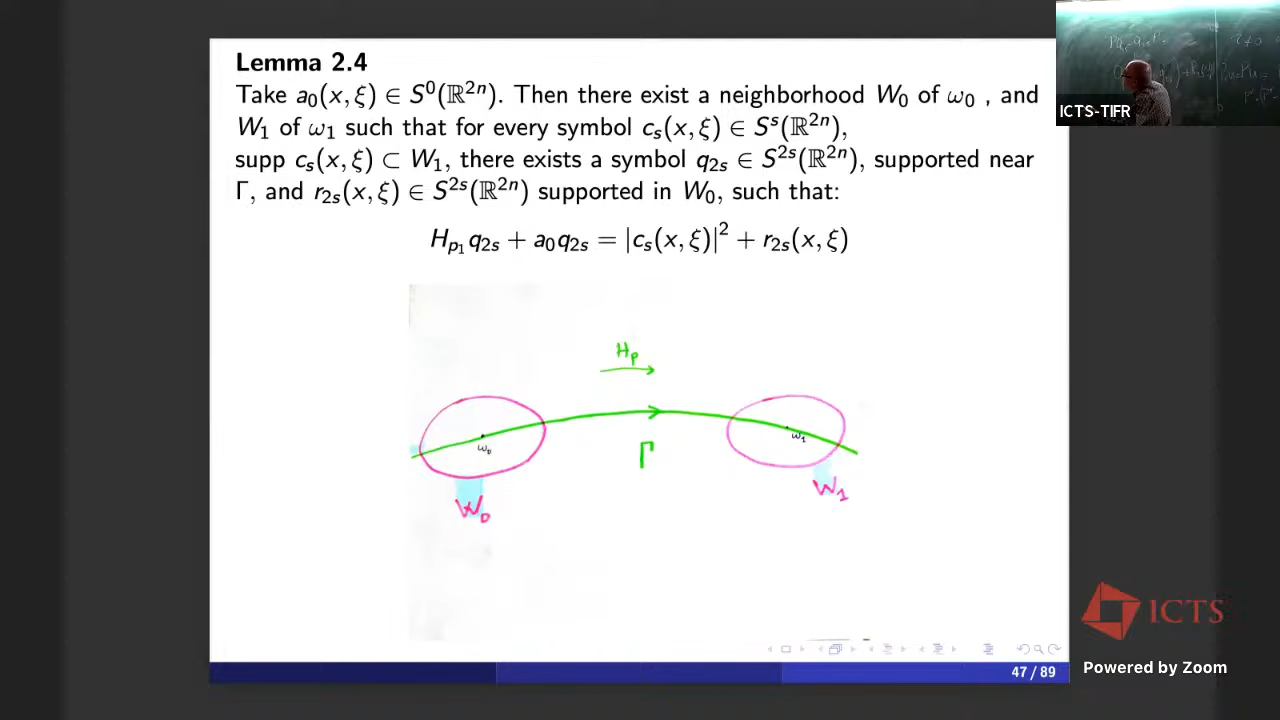 Lemma 2.4
Take a₀(x, ξ) ∈ S⁰(ℝ²ⁿ). Then there exist a neighborhood W₀ of ω₀ , and
W₁ of ω₁ such that for every symbol cₛ(x, ξ) ∈ Sˢ(ℝ²ⁿ),
supp cₛ(x, ξ) ⊂ W₁, there exists a symbol q₂ₛ ∈ S²ˢ(ℝ²ⁿ), supported near
Γ, and r₂ₛ(x, ξ) ∈ S²ˢ(ℝ²ⁿ) supported in W₀, such that:
H_{p₁}q₂ₛ + a₀q₂ₛ = |cₛ(x, ξ)|² + r₂ₛ(x, ξ)
Hₚ
ω₀
Γ
ω₁
W₀
W₁
47 / 89
ICTS-TIFR
ICTS
Powered by Zoom